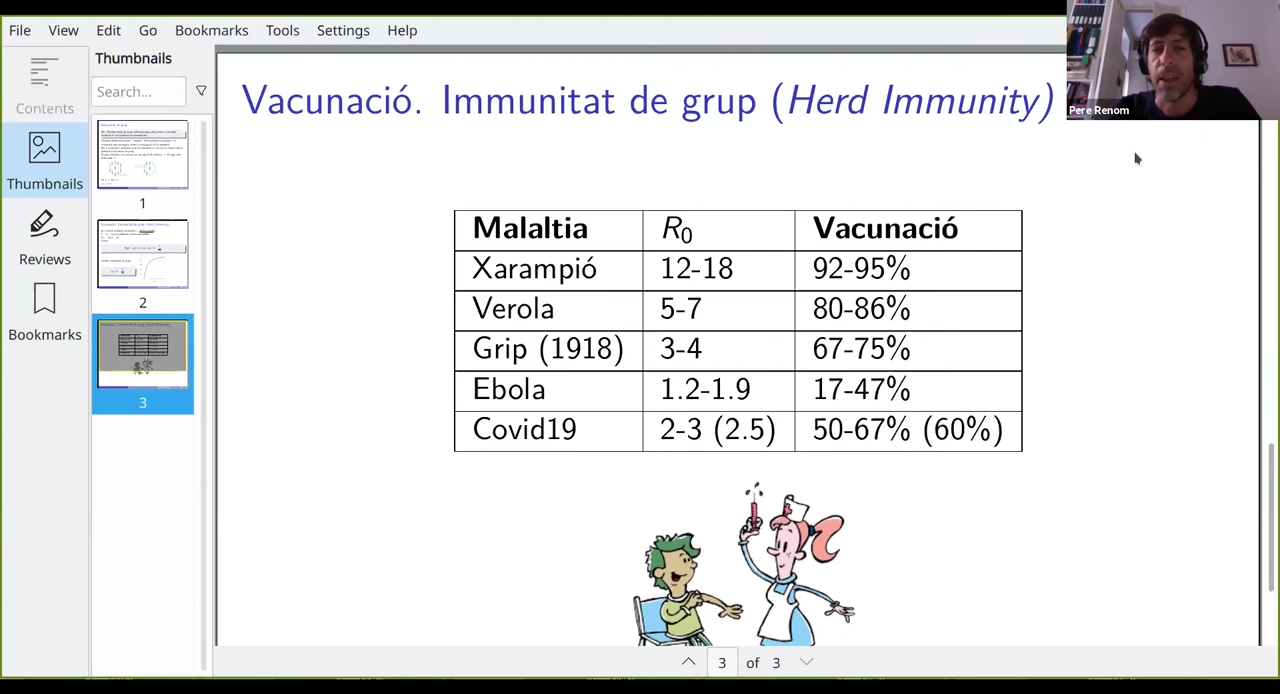 File View Edit Go Bookmarks Tools Settings Help
Pere Renom
Contents
Thumbnails
Reviews
Bookmarks
Thumbnails
Search...
1
2
3
Vacunació. Immunitat de grup (Herd Immunity)
Malaltia R0 Vacunació
Xarampió 12-18 92-95%
Verola 5-7 80-86%
Grip (1918) 3-4 67-75%
Ebola 1.2-1.9 17-47%
Covid19 2-3 (2.5) 50-67% (60%)
3 of 3